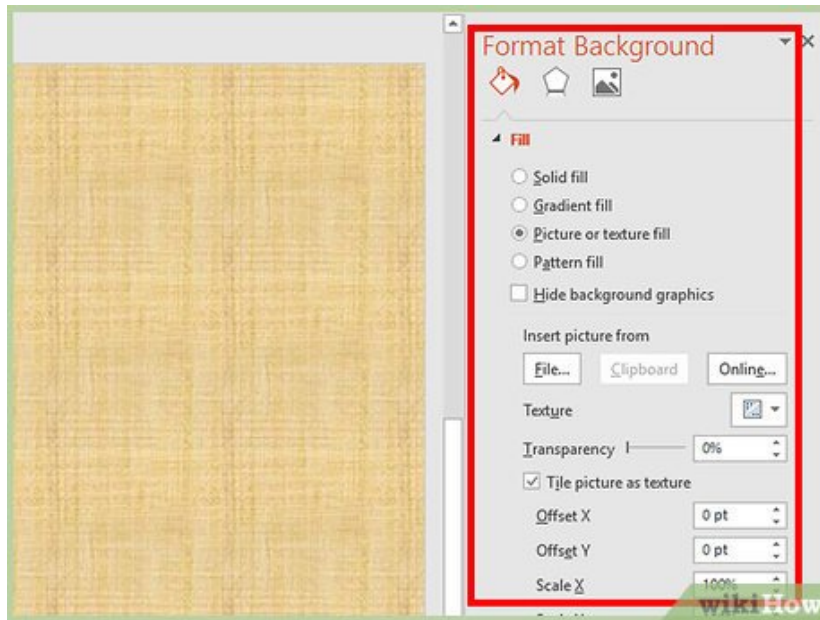 Format Background
Fill
Solid fill
Gradient fill
Picture or texture fill
Pattern fill
Hide background graphics
Insert picture from
File... Clipboard Online...
Texture
Transparency 0%
Tile picture as texture
Offset X 0 pt
Offset Y 0 pt
Scale X 100%
wikiHow